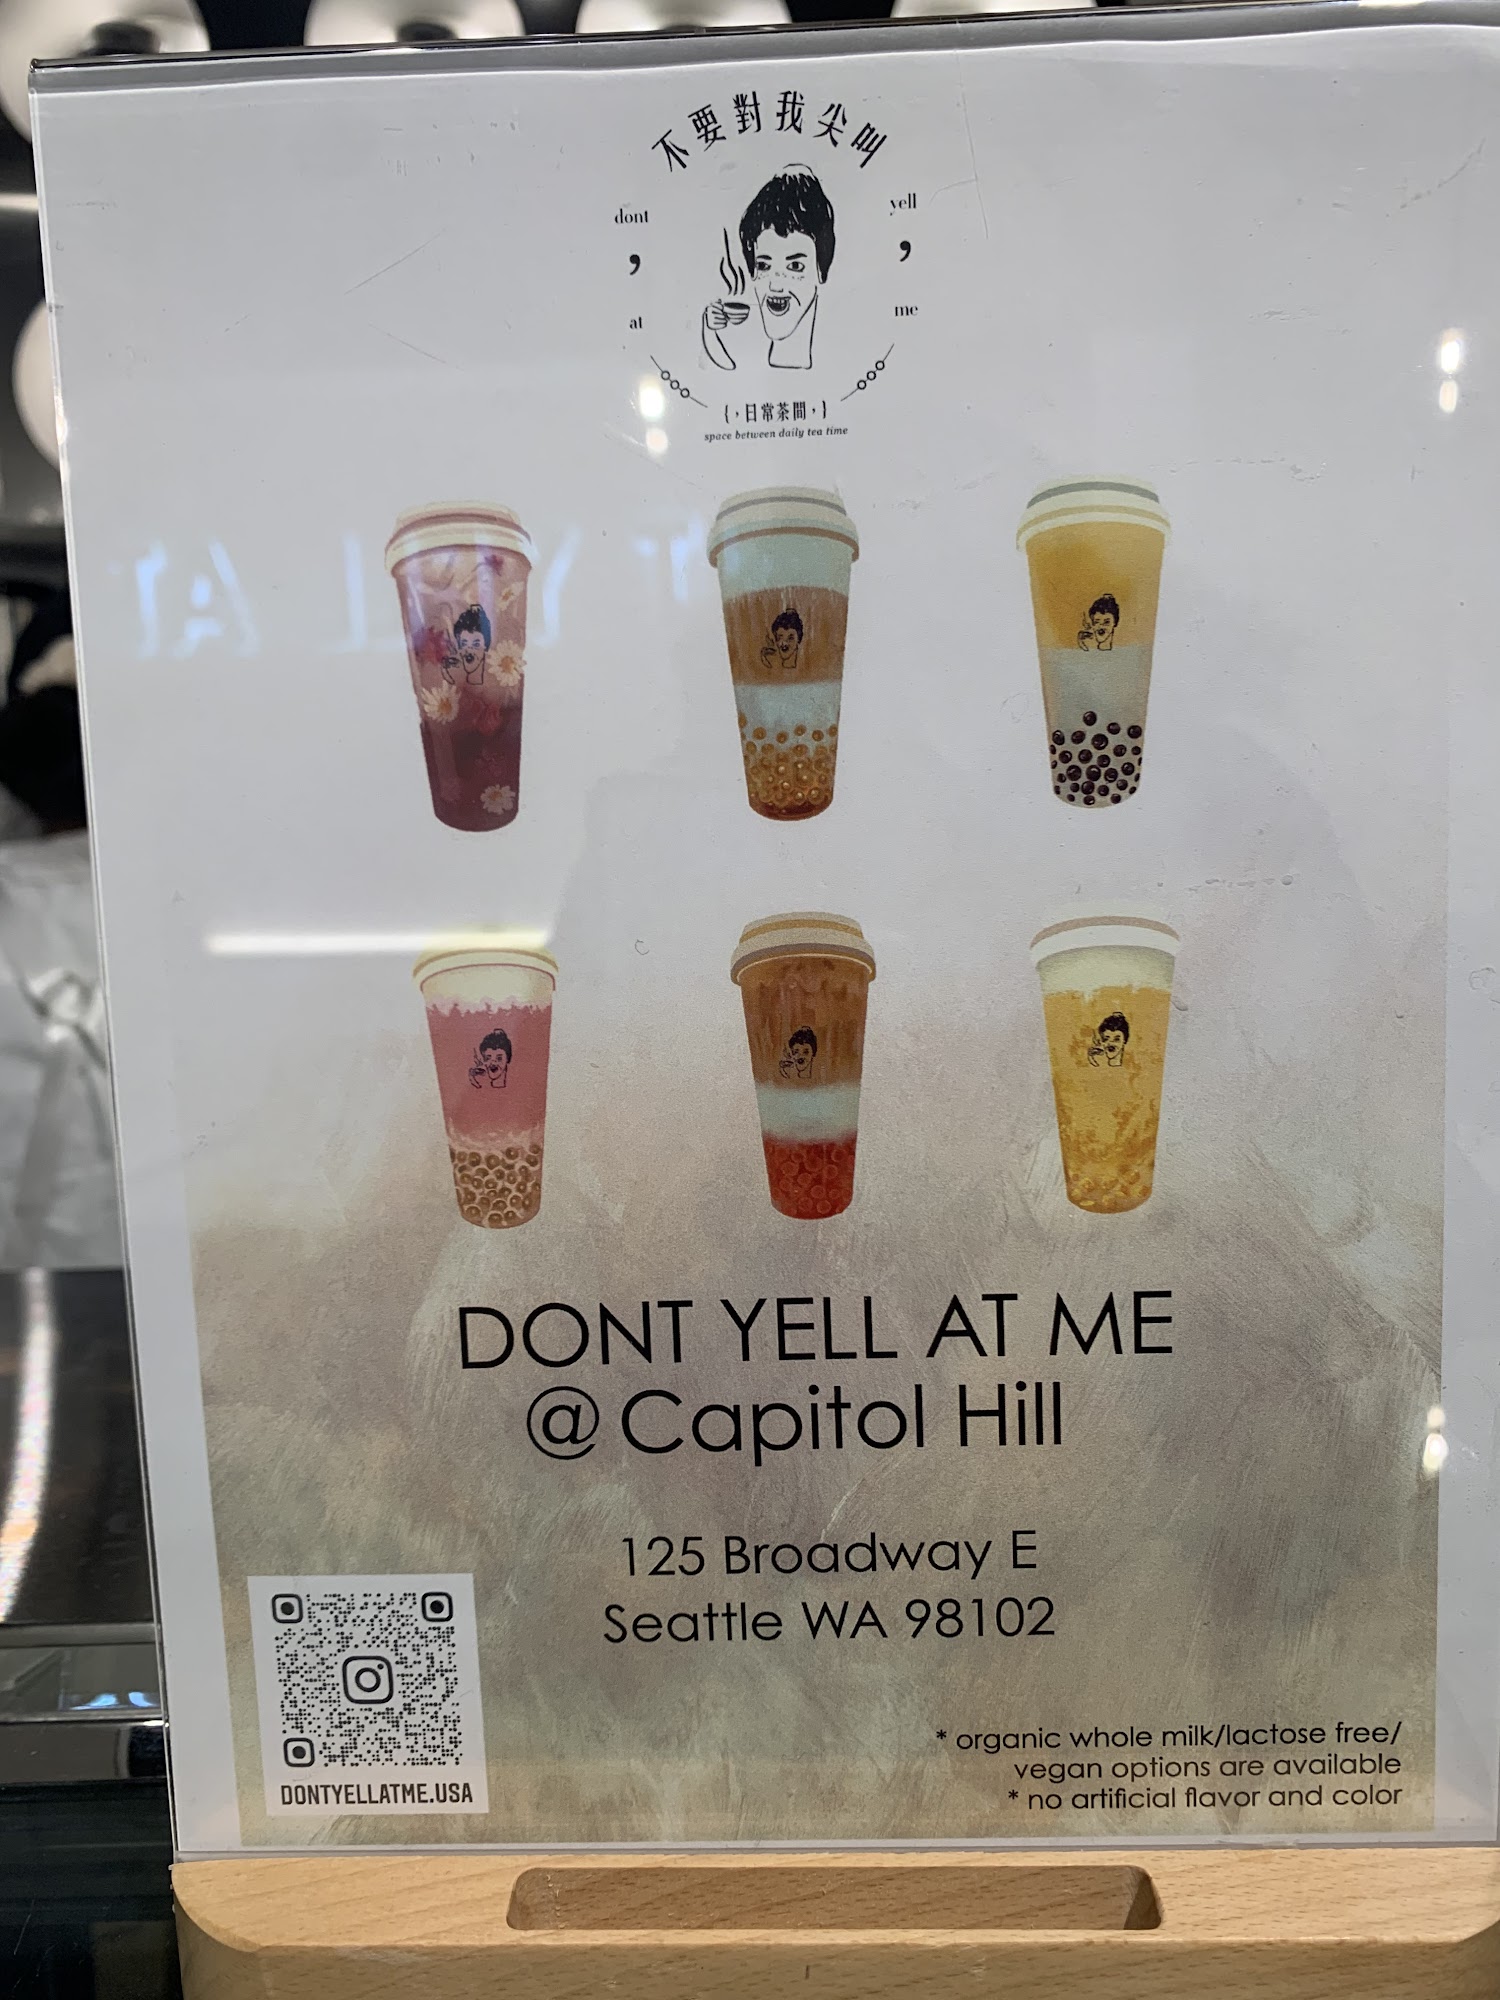 不要對我尖叫
dont yell
, ,
at me
{,日常茶間,}
space between daily tea time
DONT YELL AT ME
@ Capitol Hill
125 Broadway E
Seattle WA 98102
DONTYELLATME.USA
* organic whole milk/lactose free/
vegan options are available
* no artificial flavor and color